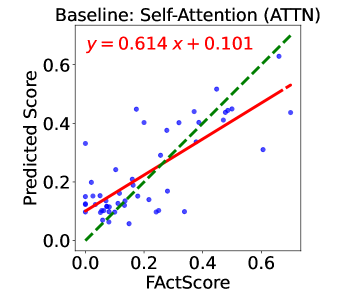 Baseline: Self-Attention (ATTN)
y = 0.614 x + 0.101
Predicted Score
0.6
0.4
0.2
0.0
0.0 0.2 0.4 0.6
FActScore